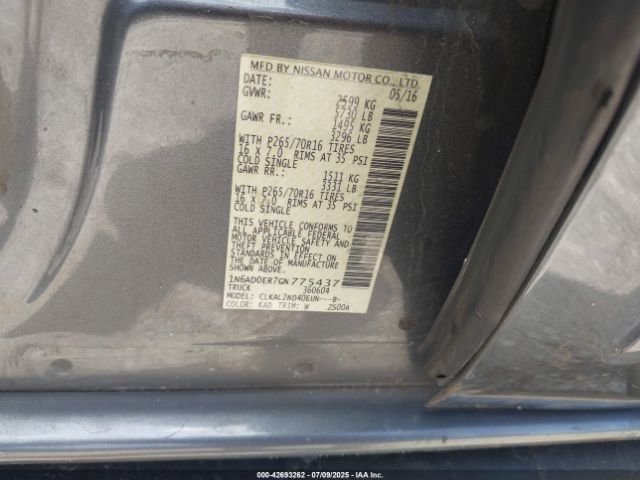 MFD BY NISSAN MOTOR CO., LTD.
DATE: 05/16
GVWR: 2599 KG
5730 LB
GAWR FR.: 1495 KG
3296 LB
WITH P265/70R16 TIRES
16 X 7.0 RIMS AT 35 PSI
COLD SINGLE
GAWR RR.: 1511 KG
3331 LB
WITH P265/70R16 TIRES
16 X 7.0 RIMS AT 35 PSI
COLD SINGLE
THIS VEHICLE CONFORMS TO
ALL APPLICABLE FEDERAL
MOTOR VEHICLE SAFETY AND
THEFT PREVENTION
STANDARDS IN EFFECT ON
THE DATE OF MANUFACTURE
SHOWN ABOVE.
1N6AD0ER7GN775437
TRUCK 360604
MODEL: CLKAL2ND40EUN---B-
COLOR: KAD TRIM: W ZS00A
000-42693262 - 07/09/2025 - IAA Inc.